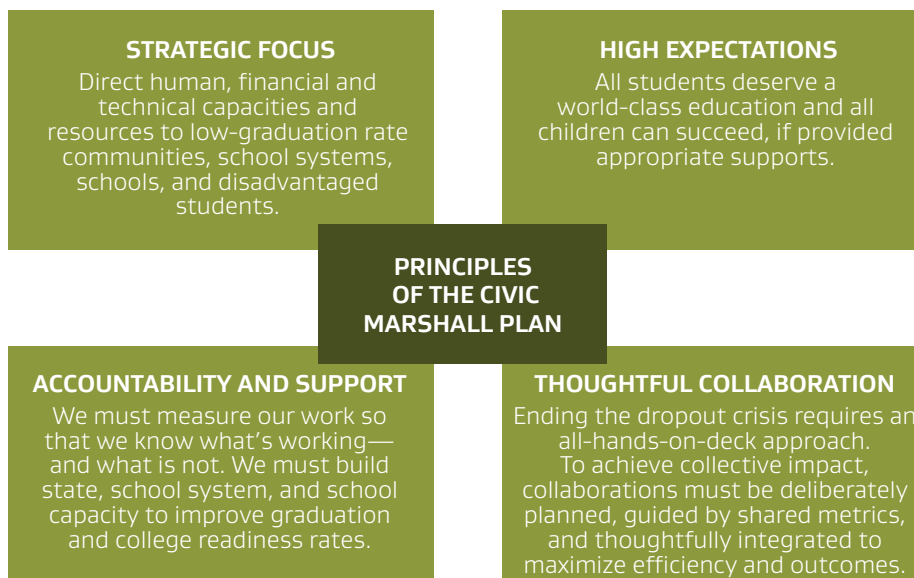 STRATEGIC FOCUS
Direct human, financial and
technical capacities and
resources to low-graduation rate
communities, school systems,
schools, and disadvantaged
students.
HIGH EXPECTATIONS
All students deserve a
world-class education and all
children can succeed, if provided
appropriate supports.
PRINCIPLES
OF THE CIVIC
MARSHALL PLAN
ACCOUNTABILITY AND SUPPORT
We must measure our work so
that we know what’s working—
and what is not. We must build
state, school system, and school
capacity to improve graduation
and college readiness rates.
THOUGHTFUL COLLABORATION
Ending the dropout crisis requires an
all-hands-on-deck approach.
To achieve collective impact,
collaborations must be deliberately
planned, guided by shared metrics,
and thoughtfully integrated to
maximize efficiency and outcomes.